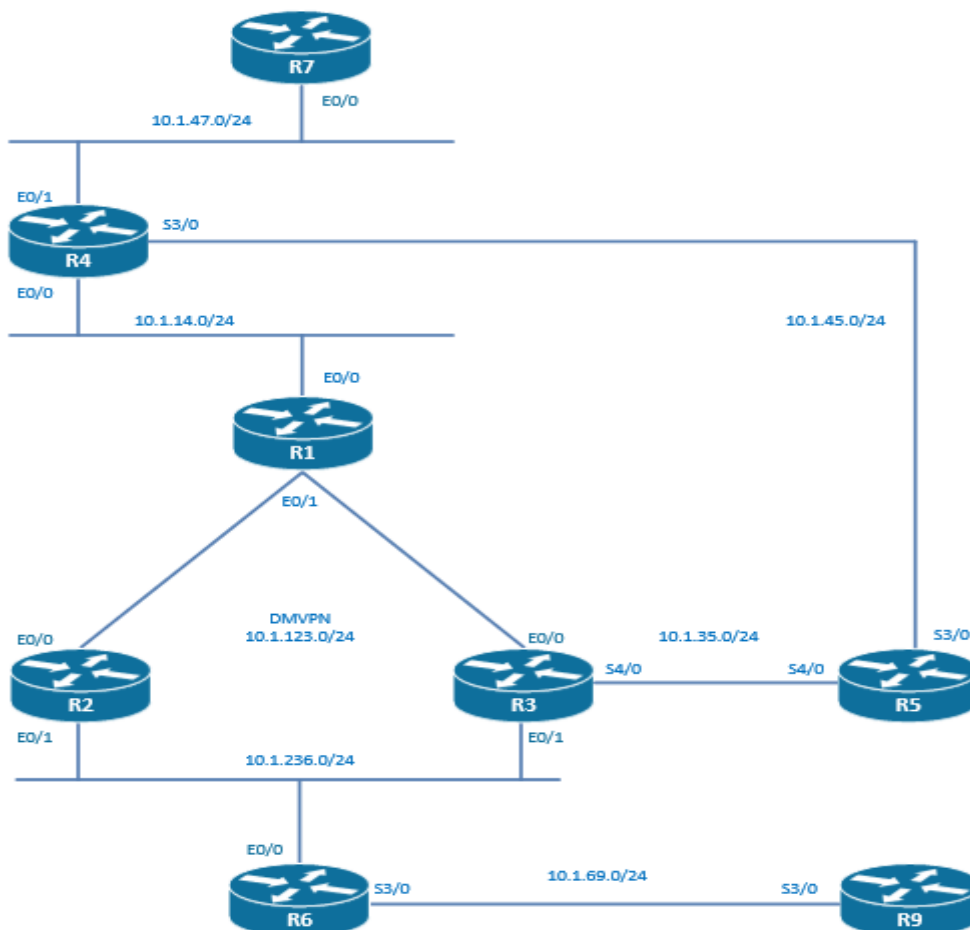 R7
E0/0
10.1.47.0/24
E0/1
S3/0
R4
E0/0
10.1.14.0/24
10.1.45.0/24
E0/0
R1
E0/1
DMVPN
10.1.123.0/24
E0/0
E0/0
10.1.35.0/24
S3/0
S4/0
S4/0
R2
R3
R5
E0/1
E0/1
10.1.236.0/24
E0/0
10.1.69.0/24
S3/0
S3/0
R6
R9